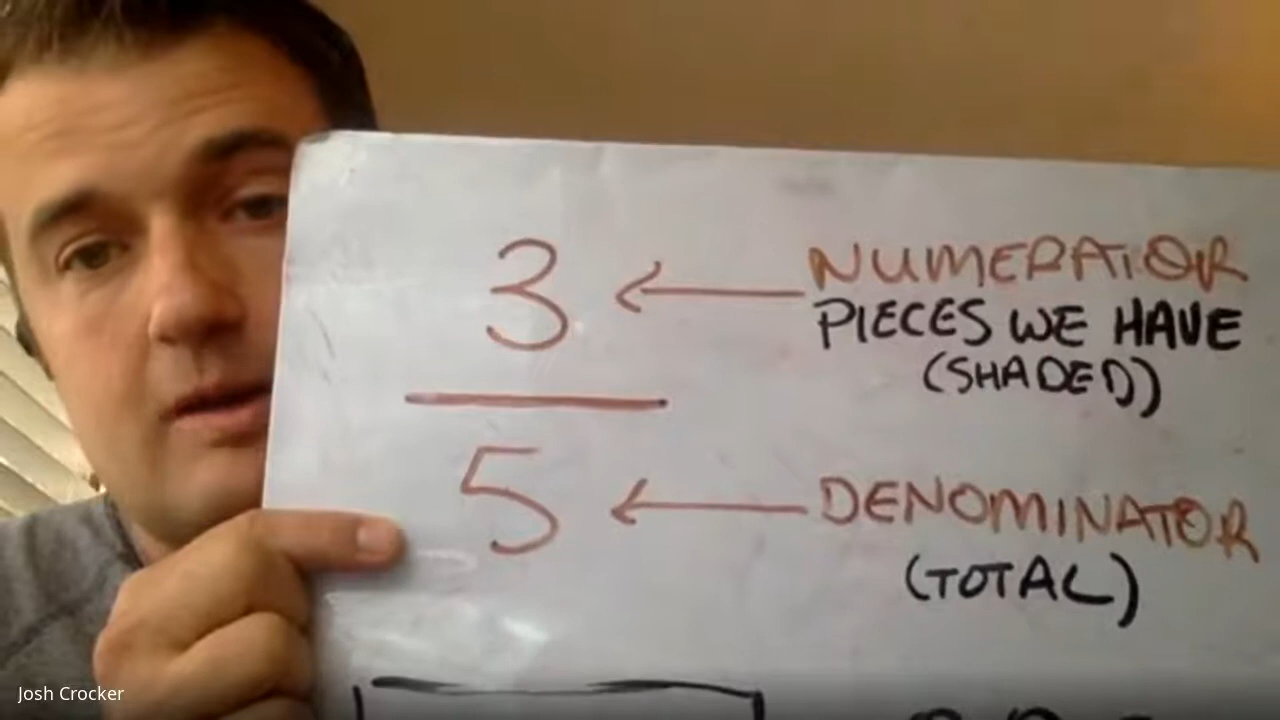 3
NUMERATOR
PIECES WE HAVE
(SHADED)
5
DENOMINATOR
(TOTAL)
Josh Crocker